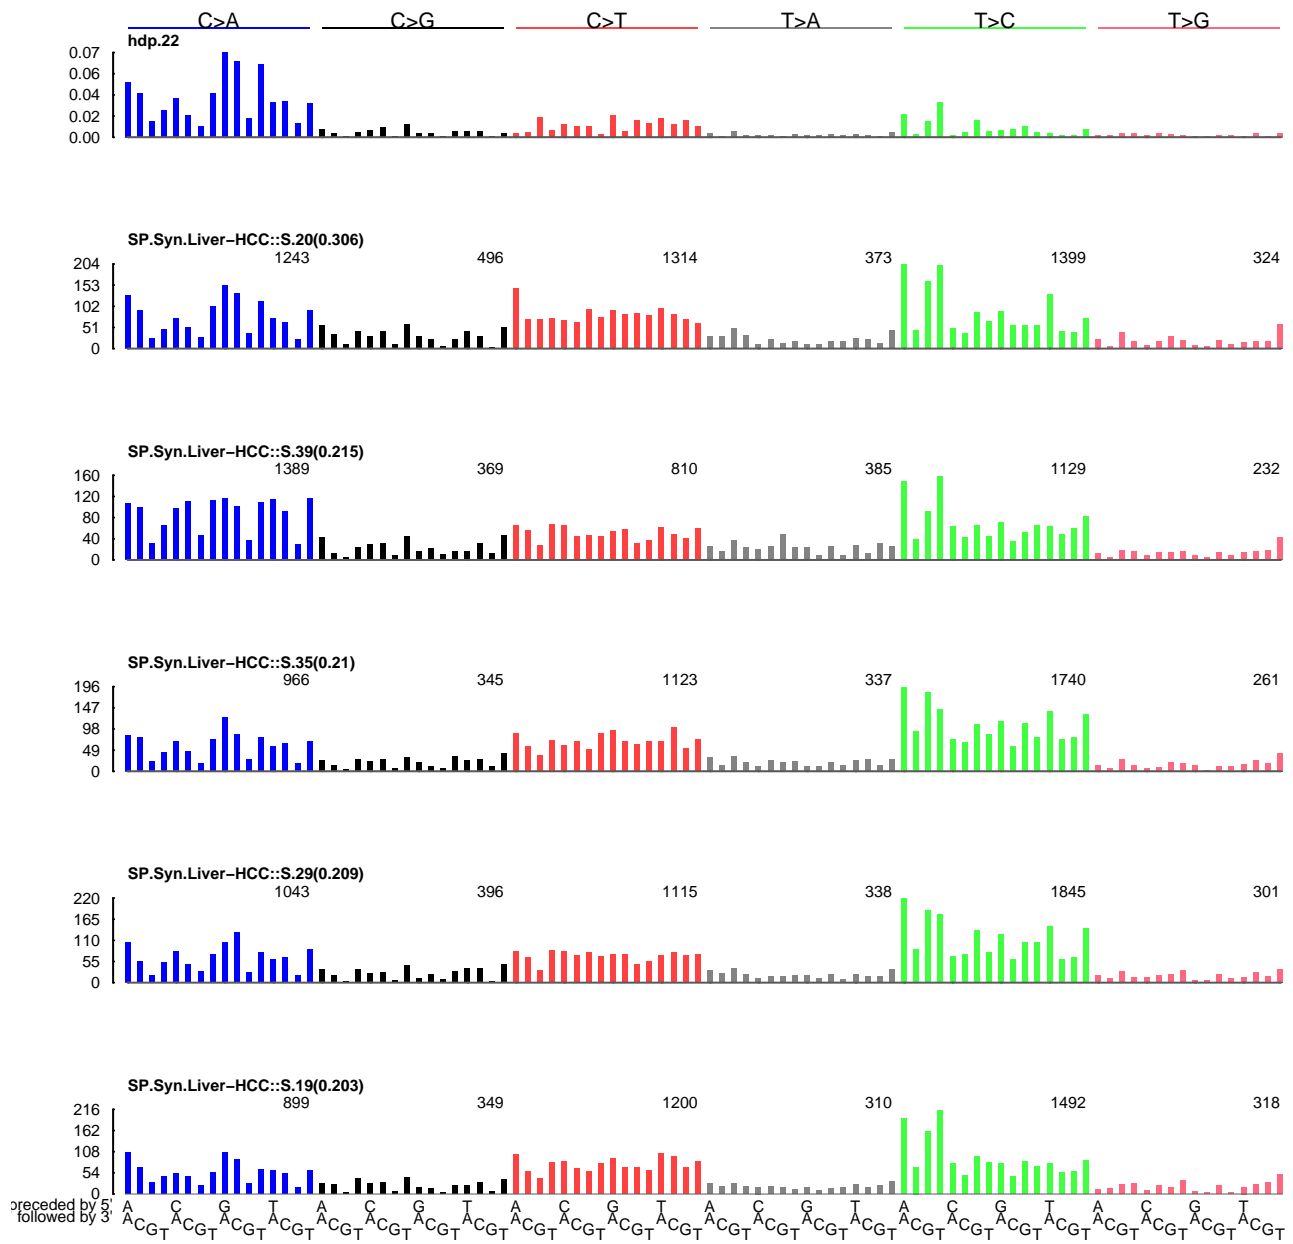 C>A C>G C>T T>A T>C T>G
hdp.22
0.07
0.06
0.04
0.02
0.00
SP.Syn.Liver−HCC::S.20(0.306)
1243 496 1314 373 1399 324
204
153
102
51
0
SP.Syn.Liver−HCC::S.39(0.215)
1389 369 810 385 1129 232
160
120
80
40
0
SP.Syn.Liver−HCC::S.35(0.21)
966 345 1123 337 1740 261
196
147
98
49
0
SP.Syn.Liver−HCC::S.29(0.209)
1043 396 1115 338 1845 301
220
165
110
55
0
SP.Syn.Liver−HCC::S.19(0.203)
899 349 1200 310 1492 318
216
162
108
54
0
preceded by 5' A C G T A C G T A C G T A C G T A C G T A C G T
followed by 3' A C G T A C G T A C G T A C G T A C G T A C G T A C G T A C G T A C G T A C G T A C G T A C G T A C G T A C G T A C G T A C G T A C G T A C G T A C G T A C G T A C G T A C G T A C G T A C G T